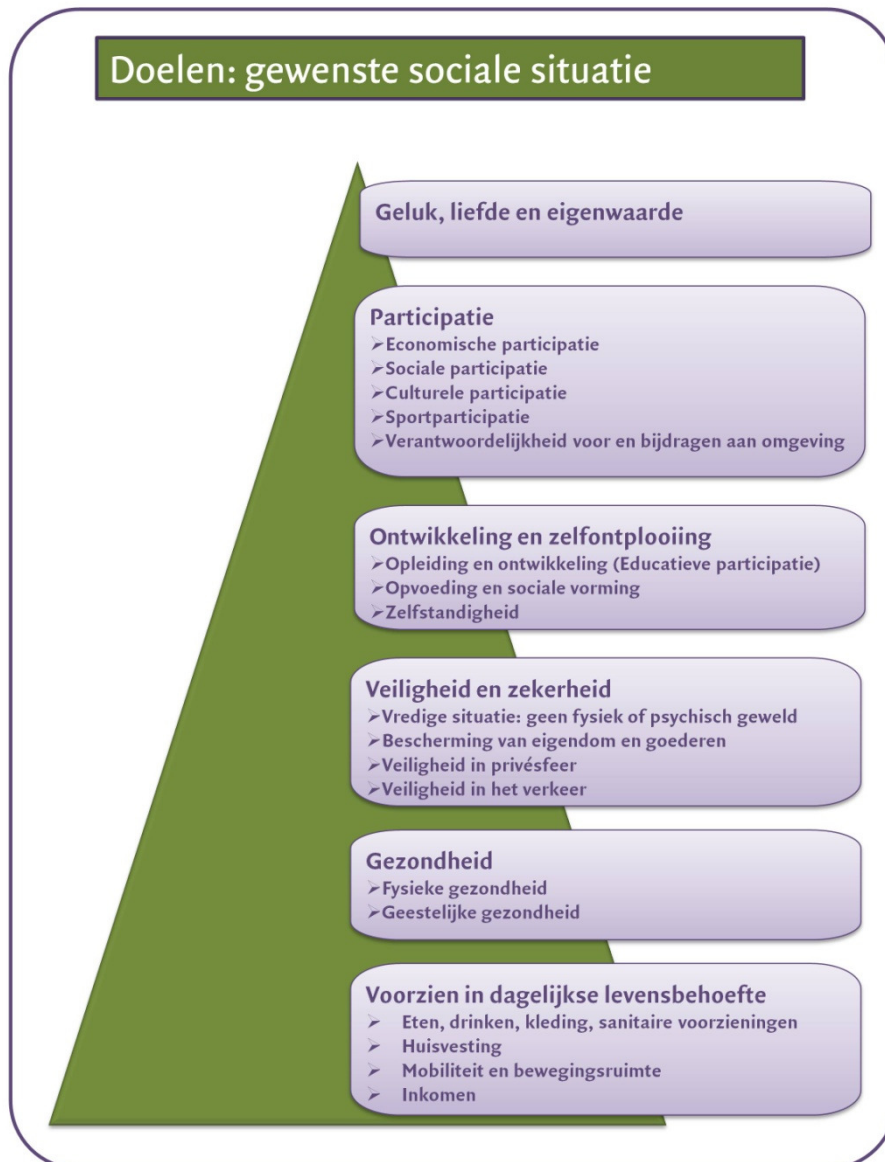 Doelen: gewenste sociale situatie
Geluk, liefde en eigenwaarde
Participatie
➢Economische participatie
➢Sociale participatie
➢Culturele participatie
➢Sportparticipatie
➢Verantwoordelijkheid voor en bijdragen aan omgeving
Ontwikkeling en zelfontplooiing
➢Opleiding en ontwikkeling (Educatieve participatie)
➢Opvoeding en sociale vorming
➢Zelfstandigheid
Veiligheid en zekerheid
➢Vredige situatie: geen fysiek of psychisch geweld
➢Bescherming van eigendom en goederen
➢Veiligheid in privésfeer
➢Veiligheid in het verkeer
Gezondheid
➢Fysieke gezondheid
➢Geestelijke gezondheid
Voorzien in dagelijkse levensbehoefte
➢ Eten, drinken, kleding, sanitaire voorzieningen
➢ Huisvesting
➢ Mobiliteit en bewegingsruimte
➢ Inkomen